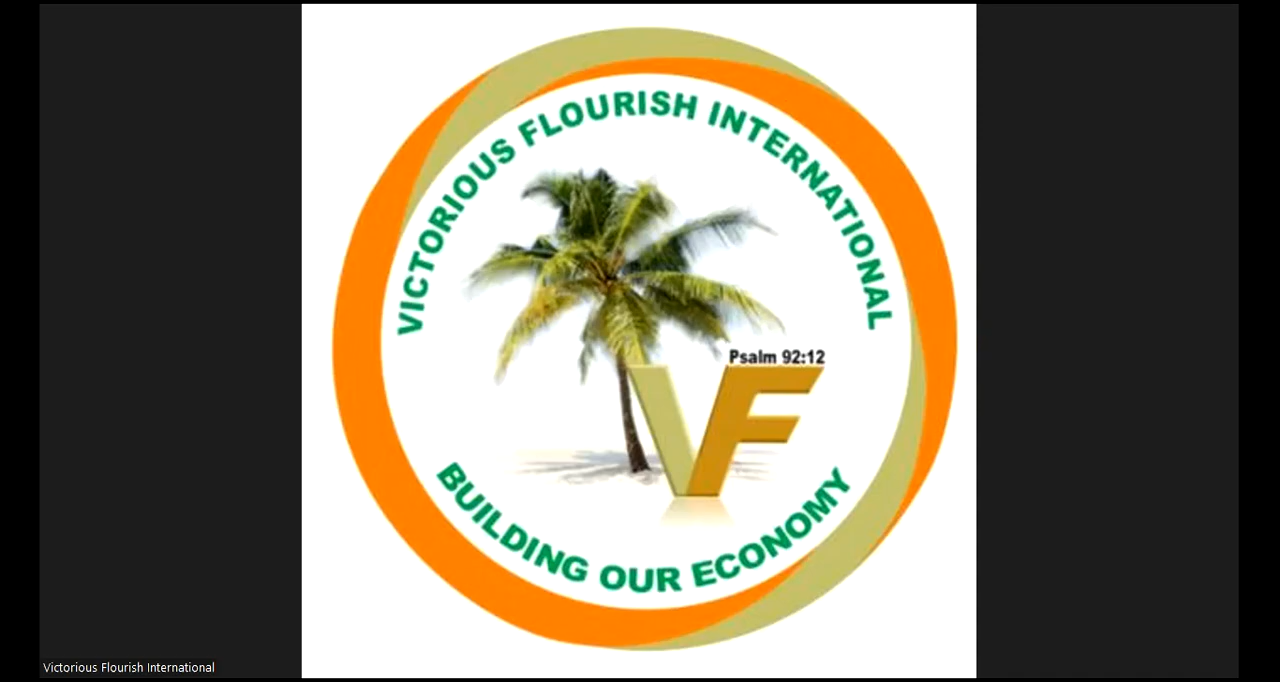 VICTORIOUS FLOURISH INTERNATIONAL
Psalm 92:12
VF
BUILDING OUR ECONOMY
Victorious Flourish International